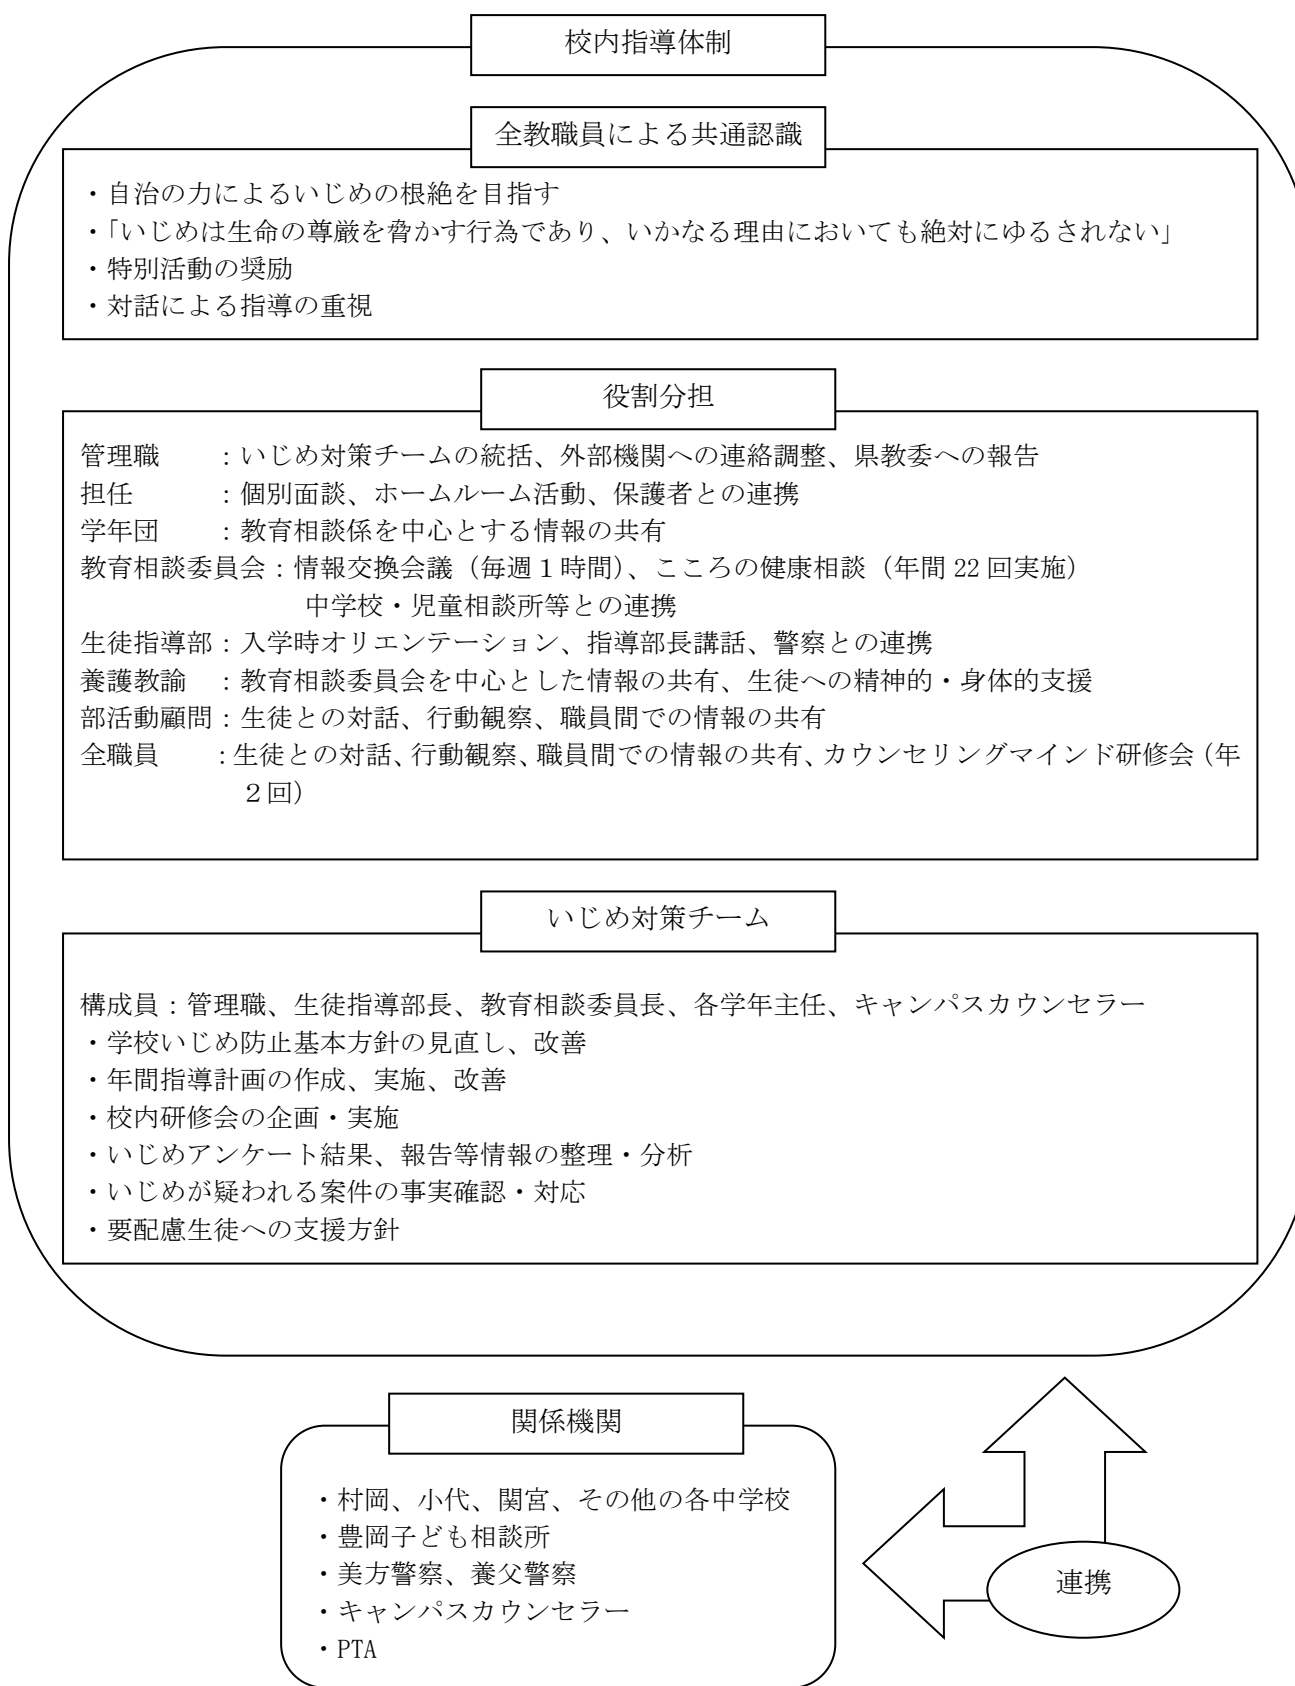 校内指導体制
全教職員による共通認識
・自治の力によるいじめの根絶を目指す
・「いじめは生命の尊厳を脅かす行為であり、いかなる理由においても絶対にゆるされない」
・特別活動の奨励
・対話による指導の重視
役割分担
管理職　　：いじめ対策チームの統括、外部機関への連絡調整、県教委への報告
担任　　　：個別面談、ホームルーム活動、保護者との連携
学年団　　：教育相談係を中心とする情報の共有
教育相談委員会：情報交換会議（毎週１時間）、こころの健康相談（年間 22 回実施）
中学校・児童相談所等との連携
生徒指導部：入学時オリエンテーション、指導部長講話、警察との連携
養護教諭　：教育相談委員会を中心とした情報の共有、生徒への精神的・身体的支援
部活動顧問：生徒との対話、行動観察、職員間での情報の共有
全職員　　：生徒との対話、行動観察、職員間での情報の共有、カウンセリングマインド研修会（年
２回）
いじめ対策チーム
構成員：管理職、生徒指導部長、教育相談委員長、各学年主任、キャンパスカウンセラー
・学校いじめ防止基本方針の見直し、改善
・年間指導計画の作成、実施、改善
・校内研修会の企画・実施
・いじめアンケート結果、報告等情報の整理・分析
・いじめが疑われる案件の事実確認・対応
・要配慮生徒への支援方針
関係機関
・村岡、小代、関宮、その他の各中学校
・豊岡子ども相談所
・美方警察、養父警察
・キャンパスカウンセラー
・PTA
連携